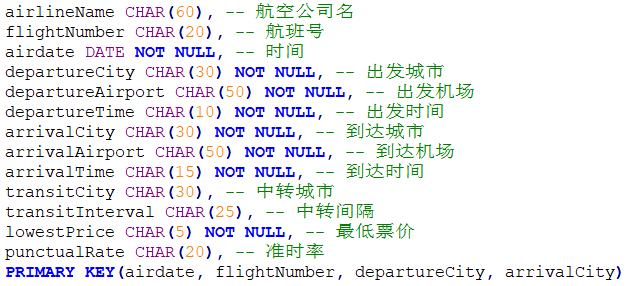 airlineName CHAR(60), -- 航空公司名
flightNumber CHAR(20), -- 航班号
airdate DATE NOT NULL, -- 时间
departureCity CHAR(30) NOT NULL, -- 出发城市
departureAirport CHAR(50) NOT NULL, -- 出发机场
departureTime CHAR(10) NOT NULL, -- 出发时间
arrivalCity CHAR(30) NOT NULL, -- 到达城市
arrivalAirport CHAR(50) NOT NULL, -- 到达机场
arrivalTime CHAR(15) NOT NULL, -- 到达时间
transitCity CHAR(30), -- 中转城市
transitInterval CHAR(25), -- 中转间隔
lowestPrice CHAR(5) NOT NULL, -- 最低票价
punctualRate CHAR(20), -- 准时率
PRIMARY KEY(airdate, flightNumber, departureCity, arrivalCity)